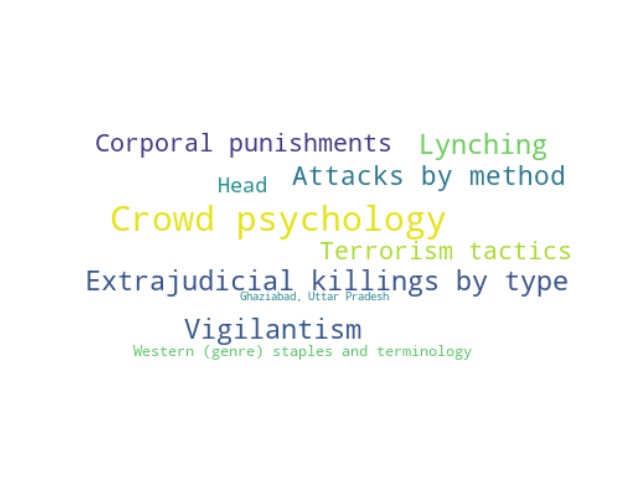 Corporal punishments
Lynching
Attacks by method
Head
Crowd psychology
Terrorism tactics
Extrajudicial killings by type
Ghaziabad, Uttar Pradesh
Vigilantism
Western (genre) staples and terminology